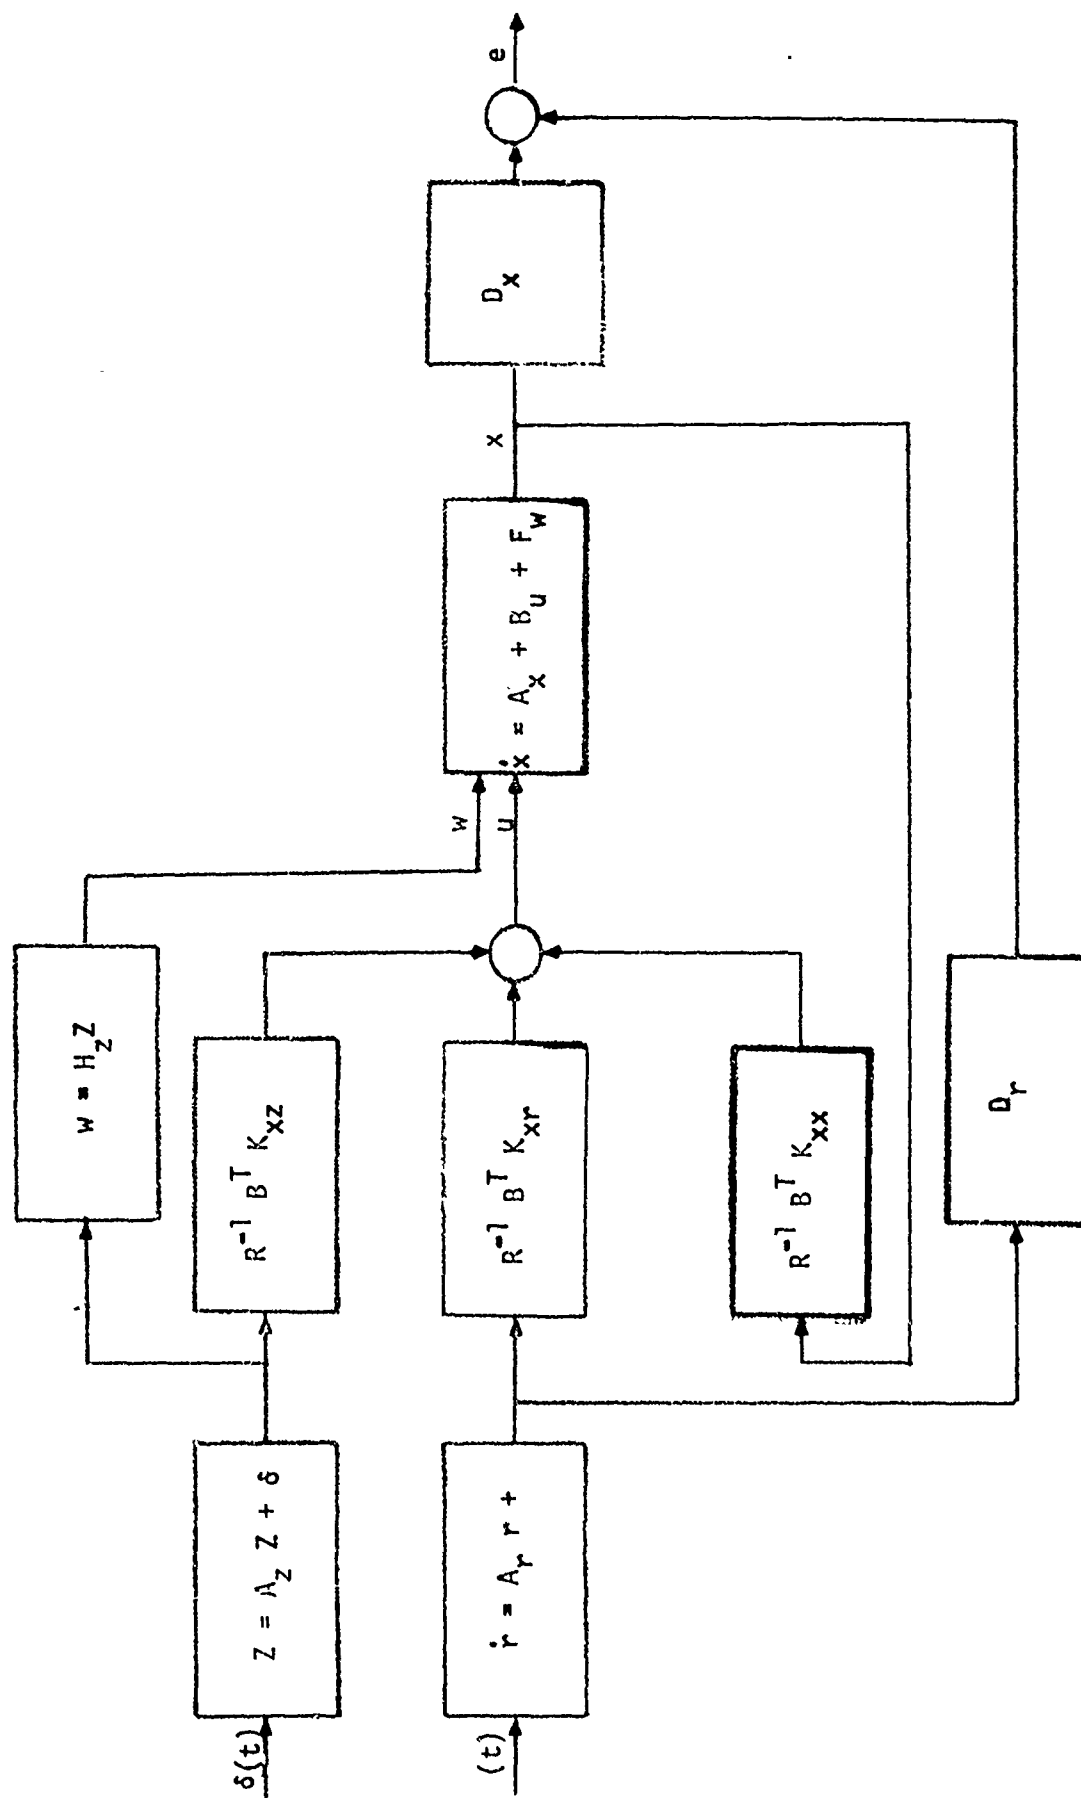 w = H_z Z
δ(t)
Z = A_z Z + δ
R^-1 B^T K_xz
w
(t)
ṙ = A_r r +
R^-1 B^T K_xr
u
ẋ = A_x + B_u + F_w
x
D_x
e
R^-1 B^T K_xx
D_r